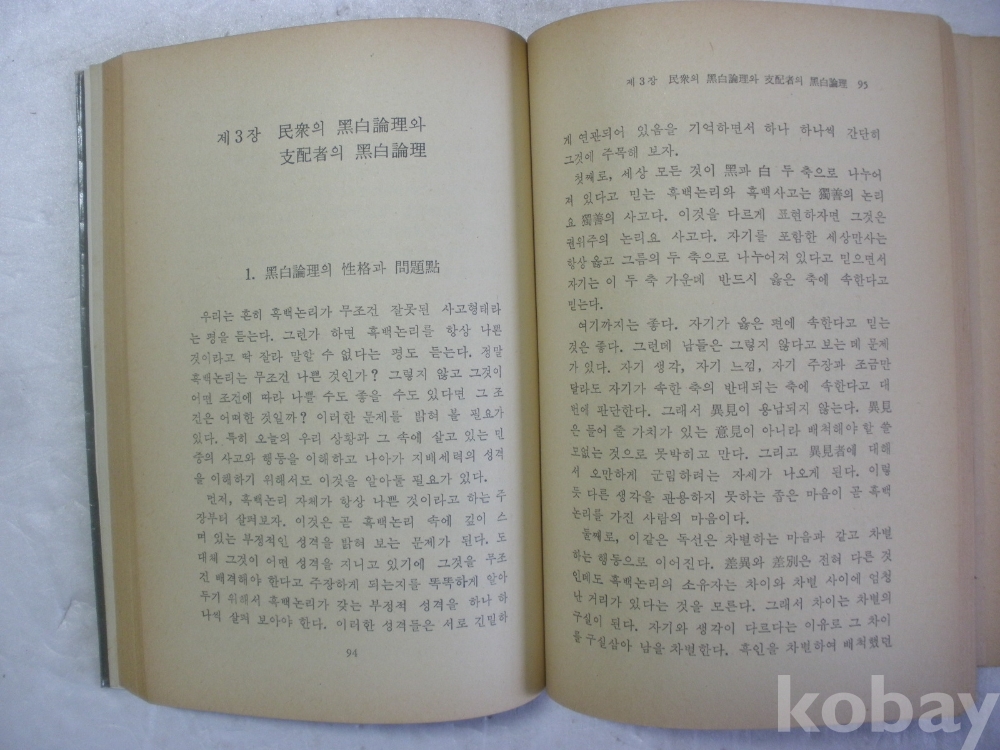 제 3 장 民衆의 黑白論理와
支配者의 黑白論理
1. 黑白論理의 性格과 問題點
우리는 흔히 흑백논리가 무조건 잘못된 사고형태라
는 평을 듣는다. 그런가 하면 흑백논리를 항상 나쁜
것이라고 딱 잘라 말할 수 없다는 평도 듣는다. 정말
흑백논리는 무조건 나쁜 것인가? 그렇지 않고 그것이
어떤 조건에 따라 나쁠 수도 좋을 수도 있다면 그 조
건은 어떠한 것일까? 이러한 문제를 밝혀 볼 필요가
있다. 특히 오늘의 우리 상황과 그 속에 살고 있는 민
중의 사고와 행동을 이해하고 나아가 지배세력의 성격
을 이해하기 위해서도 이것을 알아둘 필요가 있다.
먼저, 흑백논리 자체가 항상 나쁜 것이라고 하는 주
장부터 살펴보자. 이것은 곧 흑백논리 속에 깊이 스
며 있는 부정적인 성격을 밝혀 보는 문제가 된다. 도
대체 그것이 어떤 성격을 지니고 있기에 그것을 무조
건 배격해야 한다고 주장하게 되는지를 똑똑하게 알아
두기 위해서 흑백논리가 갖는 부정적 성격을 하나 하
나씩 살펴 보아야 한다. 이러한 성격들은 서로 긴밀하
94
제 3 장 民衆의 黑白論理와 支配者의 黑白論理 95
게 연관되어 있음을 기억하면서 하나 하나씩 간단히
그것에 주목해 보자.
첫째로, 세상 모든 것이 黑과 白 두 축으로 나누어
져 있다고 믿는 흑백논리와 흑백사고는 獨善의 논리
요 獨善의 사고다. 이것을 다르게 표현하자면 그것은
권위주의 논리요 사고다. 자기를 포함한 세상만사는
항상 옳고 그름의 두 축으로 나누어져 있다고 믿으면서
자기는 이 두 축 가운데 반드시 옳은 축에 속한다고
믿는다.
여기까지는 좋다. 자기가 옳은 편에 속한다고 믿는
것은 좋다. 그런데 남들은 그렇지 않다고 보는 데 문제
가 있다. 자기 생각, 자기 느낌, 자기 주장과 조금만
달라도 자기가 속한 축의 반대되는 축에 속한다고 대
번에 판단한다. 그래서 異見이 용납되지 않는다. 異見
은 들어 줄 가치가 있는 意見이 아니라 배척해야 할 쓸
모없는 것으로 못박히고 만다. 그리고 異見者에 대해
서 오만하게 군림하려는 자세가 나오게 된다. 이렇
듯 다른 생각을 관용하지 못하는 좁은 마음이 곧 흑백
논리를 가진 사람의 마음이다.
둘째로, 이같은 독선은 차별하는 마음과 같고 차별
하는 행동으로 이어진다. 差異와 差別은 전혀 다른 것
인데도 흑백논리의 소유자는 차이와 차별 사이에 엄청
난 거리가 있다는 것을 모른다. 그래서 차이는 차별의
구실이 된다. 자기와 생각이 다르다는 이유로 그 차이
를 구실삼아 남을 차별한다. 흑인을 차별하여 배척했던
kobay